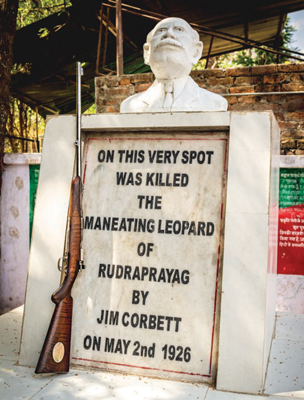 ON THIS VERY SPOT
WAS KILLED
THE
MANEATING LEOPARD
OF
RUDRAPRAYAG
BY
JIM CORBETT
ON MAY 2nd 1926